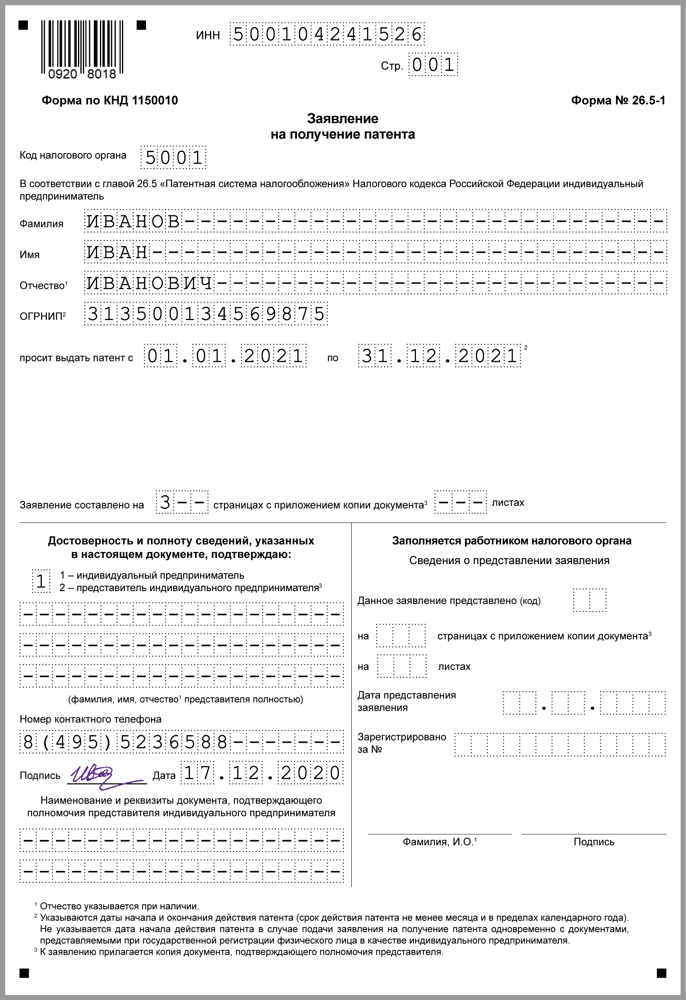 ИНН 500104241526
Стр. 001
0920 8018
Форма по КНД 1150010 Форма № 26.5-1
Заявление
на получение патента
Код налогового органа 5001
В соответствии с главой 26.5 «Патентная система налогообложения» Налогового кодекса Российской Федерации индивидуальный
предприниматель
Фамилия ИВАНОВ------------------------------
Имя ИВАН--------------------------------
Отчество¹ ИВАНОВИЧ----------------------------
ОГРНИП² 313500134569875
просит выдать патент с 01.01.2021 по 31.12.2021²
Заявление составлено на 3-- страницах с приложением копии документа³ --- листах
Достоверность и полноту сведений, указанных
в настоящем документе, подтверждаю:
1 1 – индивидуальный предприниматель
2 – представитель индивидуального предпринимателя³
--------------------
--------------------
--------------------
(фамилия, имя, отчество¹ представителя полностью)
Номер контактного телефона
8(495)5236588-------
Подпись Дата 17.12.2020
Наименование и реквизиты документа, подтверждающего
полномочия представителя индивидуального предпринимателя
--------------------
--------------------
Заполняется работником налогового органа
Сведения о представлении заявления
Данное заявление представлено (код)
на страницах с приложением копии документа³
на листах
Дата представления
заявления . .
Зарегистрировано
за №
Фамилия, И.О.¹ Подпись
¹ Отчество указывается при наличии.
² Указываются даты начала и окончания действия патента (срок действия патента не менее месяца и в пределах календарного года).
Не указывается дата начала действия патента в случае подачи заявления на получение патента одновременно с документами,
представляемыми при государственной регистрации физического лица в качестве индивидуального предпринимателя.
³ К заявлению прилагается копия документа, подтверждающего полномочия представителя.